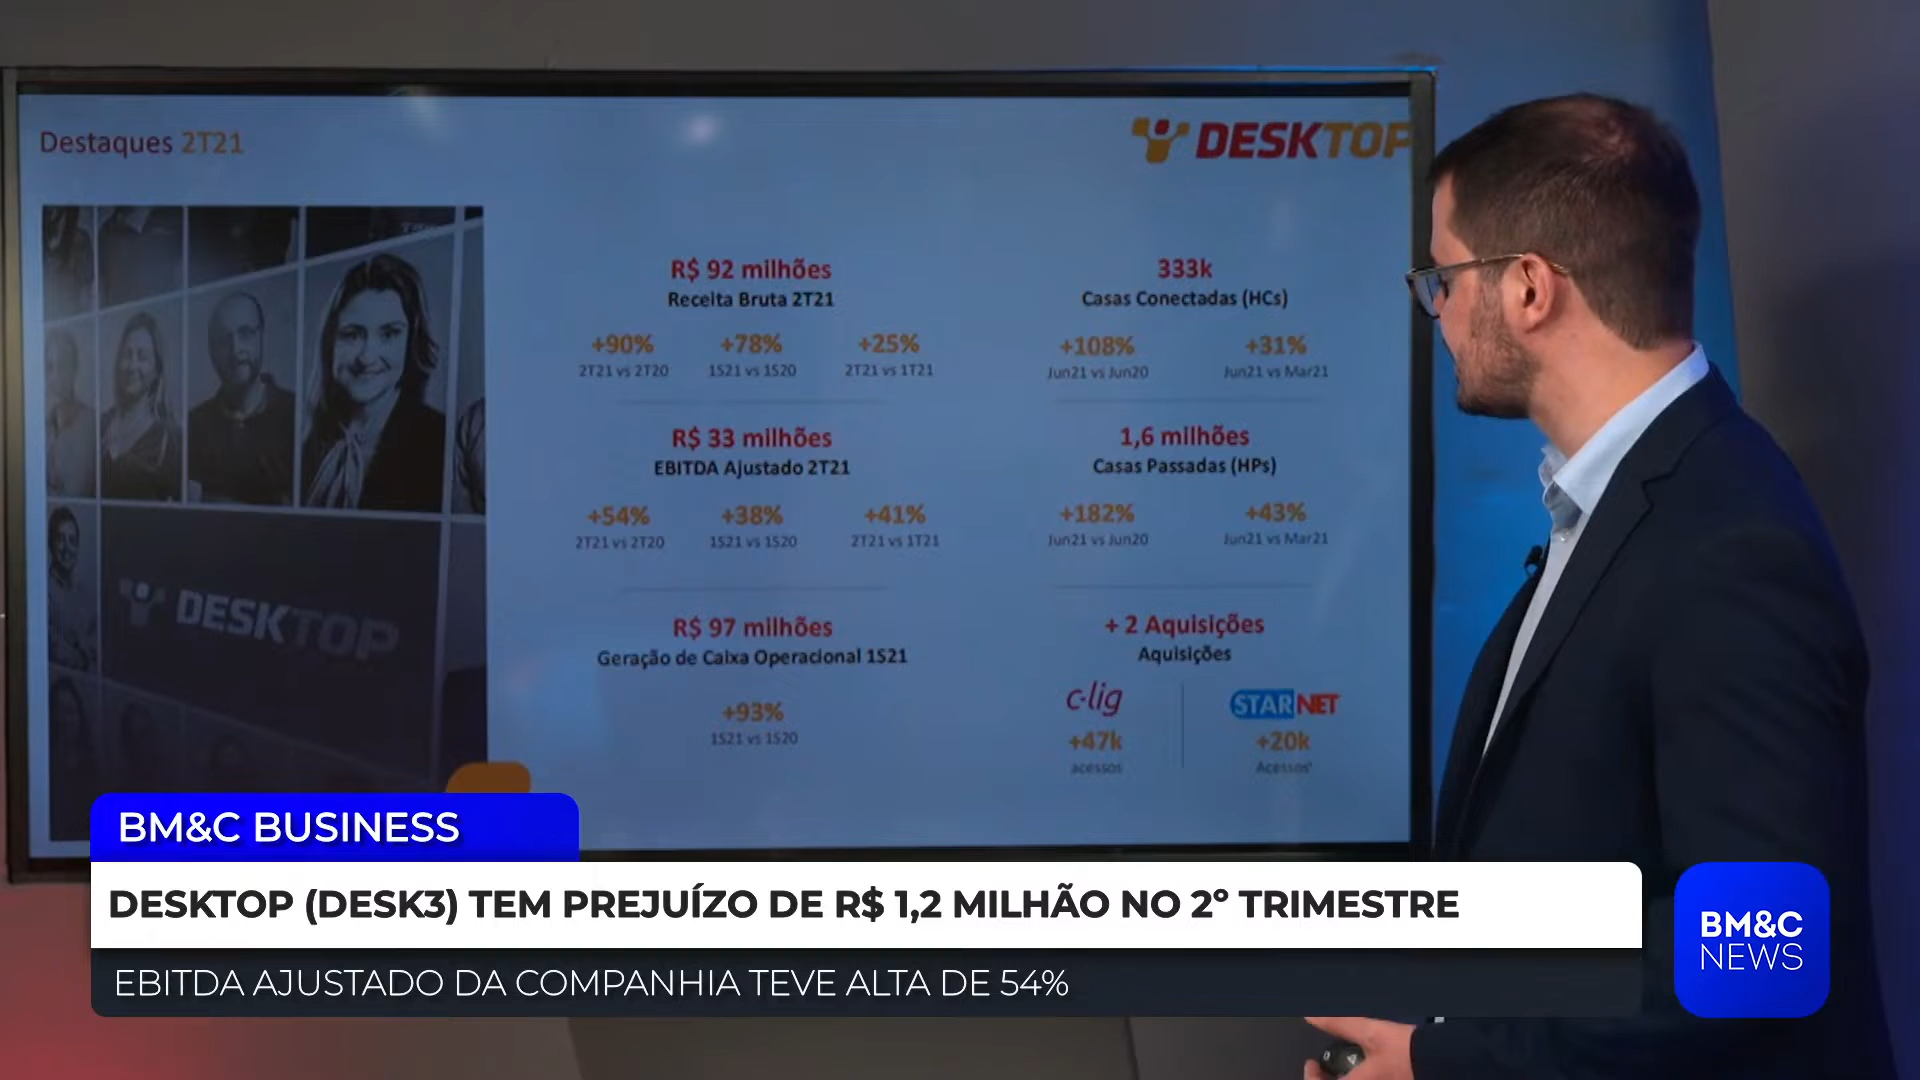 Destaques 2T21
DESKTOP
R$ 92 milhões
Receita Bruta 2T21
+90%
2T21 vs 2T20
+78%
1S21 vs 1S20
+25%
2T21 vs 1T21
R$ 33 milhões
EBITDA Ajustado 2T21
+54%
2T21 vs 2T20
+38%
1S21 vs 1S20
+41%
2T21 vs 1T21
R$ 97 milhões
Geração de Caixa Operacional 1S21
+93%
1S21 vs 1S20
333k
Casas Conectadas (HCs)
+108%
Jun21 vs Jun20
+31%
Jun21 vs Mar21
1,6 milhões
Casas Passadas (HPs)
+182%
Jun21 vs Jun20
+43%
Jun21 vs Mar21
+ 2 Aquisições
Aquisições
c-lig
+47k
acessos
STARNET
+20k
Acessos¹
DESKTOP
BM&C BUSINESS
DESKTOP (DESK3) TEM PREJUÍZO DE R$ 1,2 MILHÃO NO 2º TRIMESTRE
EBITDA AJUSTADO DA COMPANHIA TEVE ALTA DE 54%
BM&C
NEWS